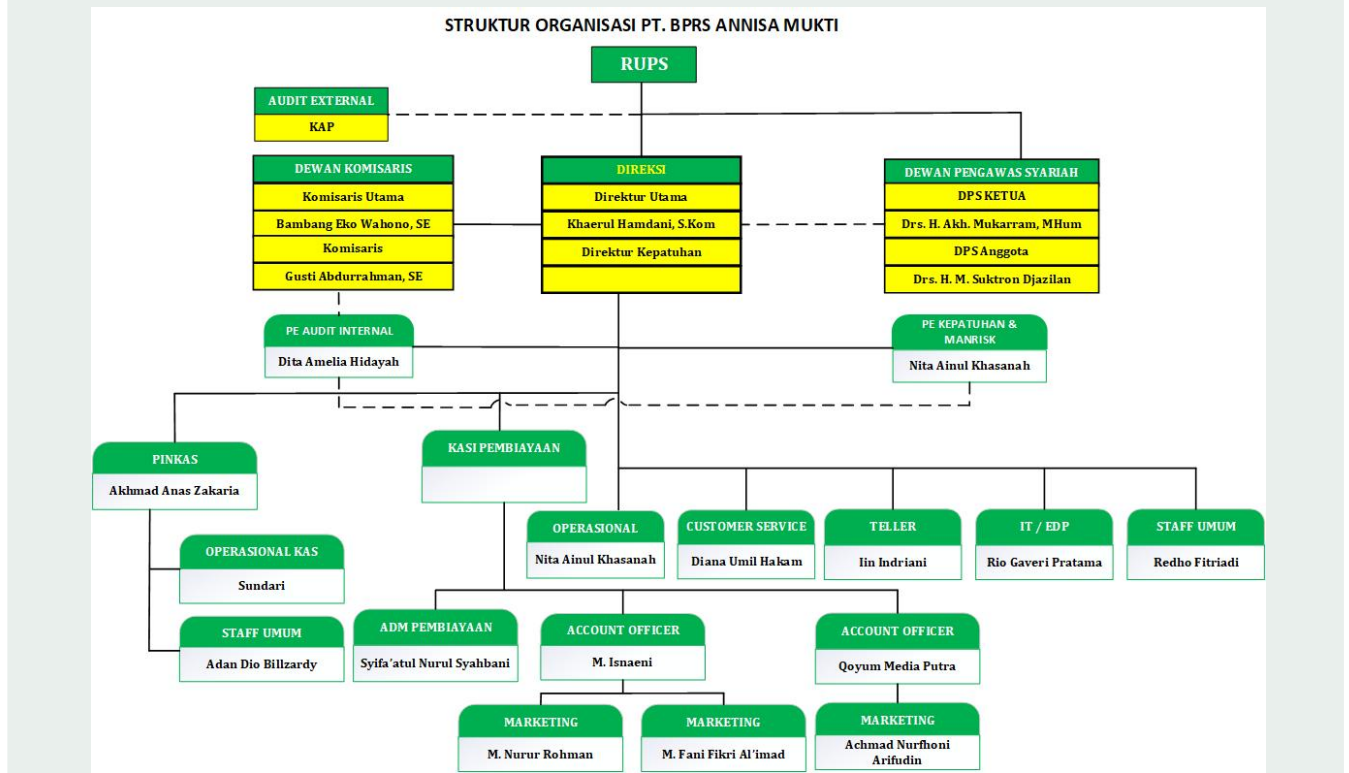 STRUKTUR ORGANISASI PT. BPRS ANNISA MUKTI
RUPS
AUDIT EXTERNAL
KAP
DEWAN KOMISARIS
Komisaris Utama
Bambang Eko Wahono, SE
Komisaris
Gusti Abdurrahman, SE
DIREKSI
Direktur Utama
Khaerul Hamdani, S.Kom
Direktur Kepatuhan
DEWAN PENGAWAS SYARIAH
DPS KETUA
Drs. H. Akh. Mukarram, MHum
DPS Anggota
Drs. H. M. Suktron Djazilan
PE AUDIT INTERNAL
Dita Amelia Hidayah
PE KEPATUHAN &
MANRISK
Nita Ainul Khasanah
PINKAS
Akhmad Anas Zakaria
KASI PEMBIAYAAN
OPERASIONAL
Nita Ainul Khasanah
CUSTOMER SERVICE
Diana Umil Hakam
TELLER
Iin Indriani
IT / EDP
Rio Gaveri Pratama
STAFF UMUM
Redho Fitriadi
OPERASIONAL KAS
Sundari
STAFF UMUM
Adan Dio Billzardy
ADM PEMBIAYAAN
Syifa’atul Nurul Syahbani
ACCOUNT OFFICER
M. Isnaeni
ACCOUNT OFFICER
Qoyum Media Putra
MARKETING
M. Nurur Rohman
MARKETING
M. Fani Fikri Al’imad
MARKETING
Achmad Nurfhoni
Arifudin